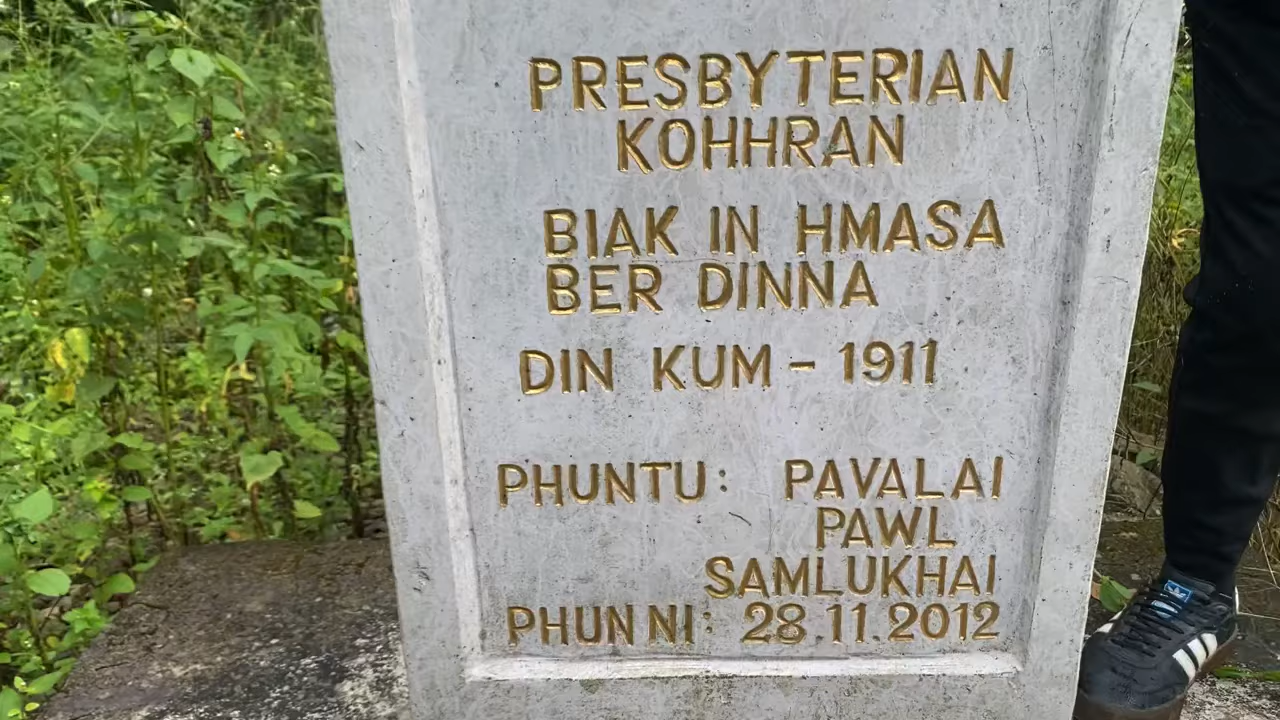 PRESBYTERIAN
KOHHRAN
BIAK IN HMASA
BER DINNA
DIN KUM - 1911
PHUNTU: PAVALAI
PAWL
SAMLUKHAI
PHUN NI: 28.11.2012